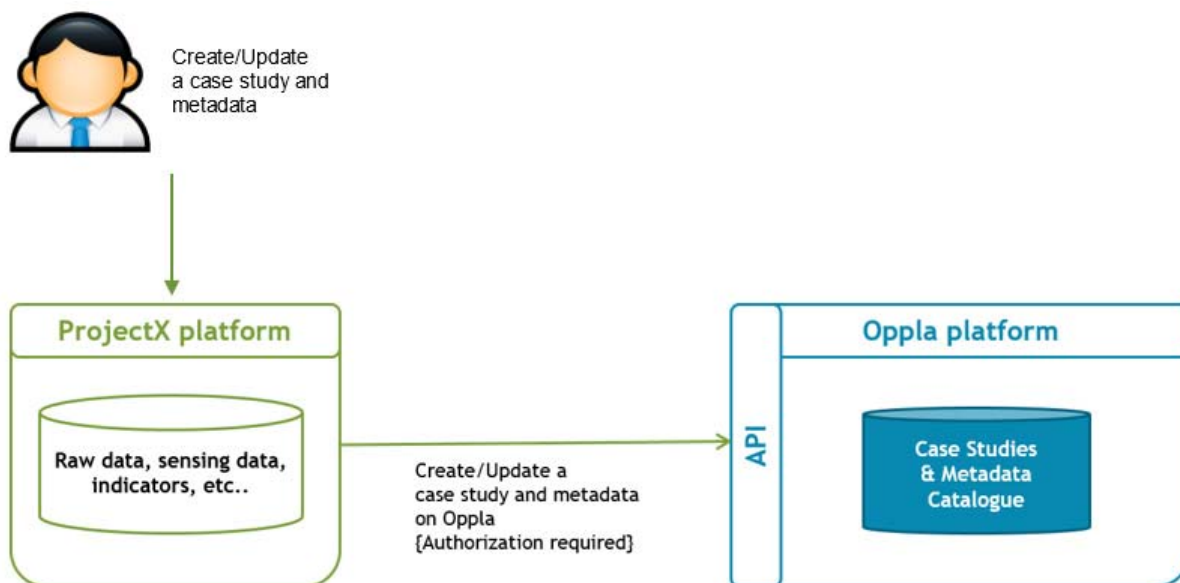 Create/Update
a case study and
metadata
ProjectX platform
Raw data, sensing data,
indicators, etc..
Create/Update a
case study and metadata
on Oppla
{Authorization required}
API
Oppla platform
Case Studies
& Metadata
Catalogue